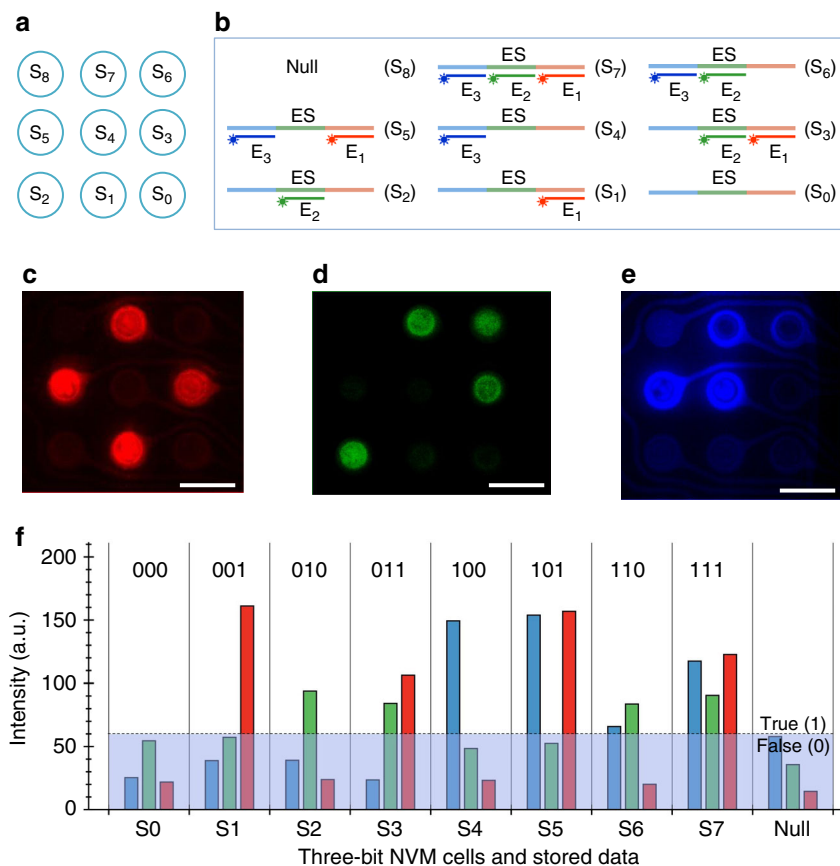 a
b
S8 S7 S6
S5 S4 S3
S2 S1 S0
Null (S8) ES E3 E2 E1 (S7) ES E3 E2 (S6)
ES E3 E1 (S5) ES E3 (S4) ES E2 E1 (S3)
ES E2 (S2) ES E1 (S1) ES (S0)
c d e
f
200
150
100
50
0
Intensity (a.u.)
000 001 010 011 100 101 110 111
True (1)
False (0)
S0 S1 S2 S3 S4 S5 S6 S7 Null
Three-bit NVM cells and stored data